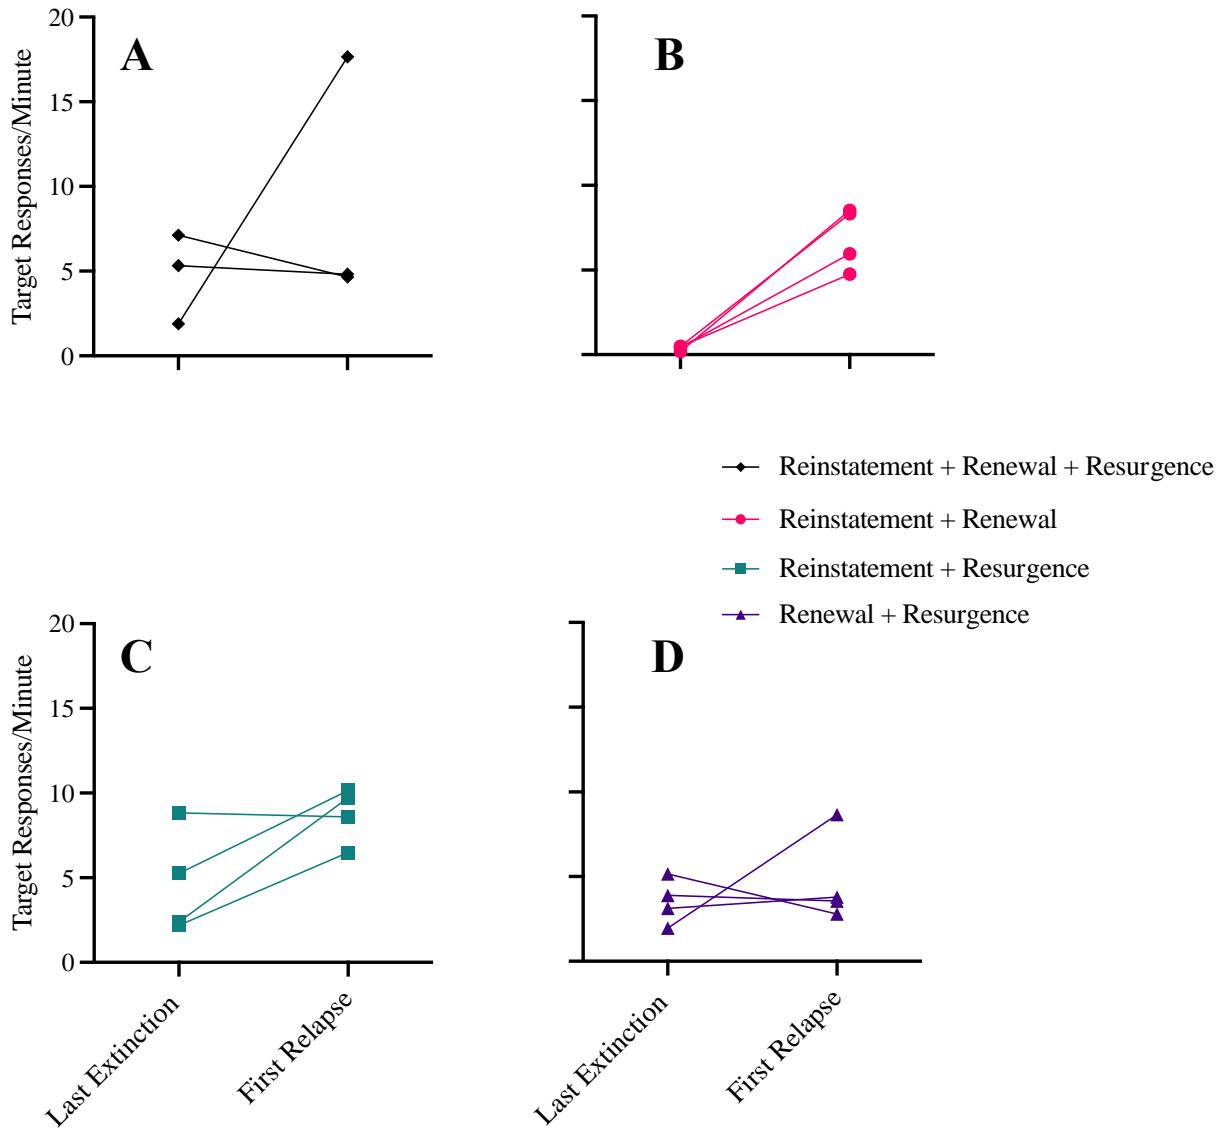 20
A
B
15
10
5
0
Target Responses/Minute
Reinstatement + Renewal + Resurgence
Reinstatement + Renewal
Reinstatement + Resurgence
Renewal + Resurgence
20
C
D
15
10
5
0
Target Responses/Minute
Last Extinction
First Relapse
Last Extinction
First Relapse